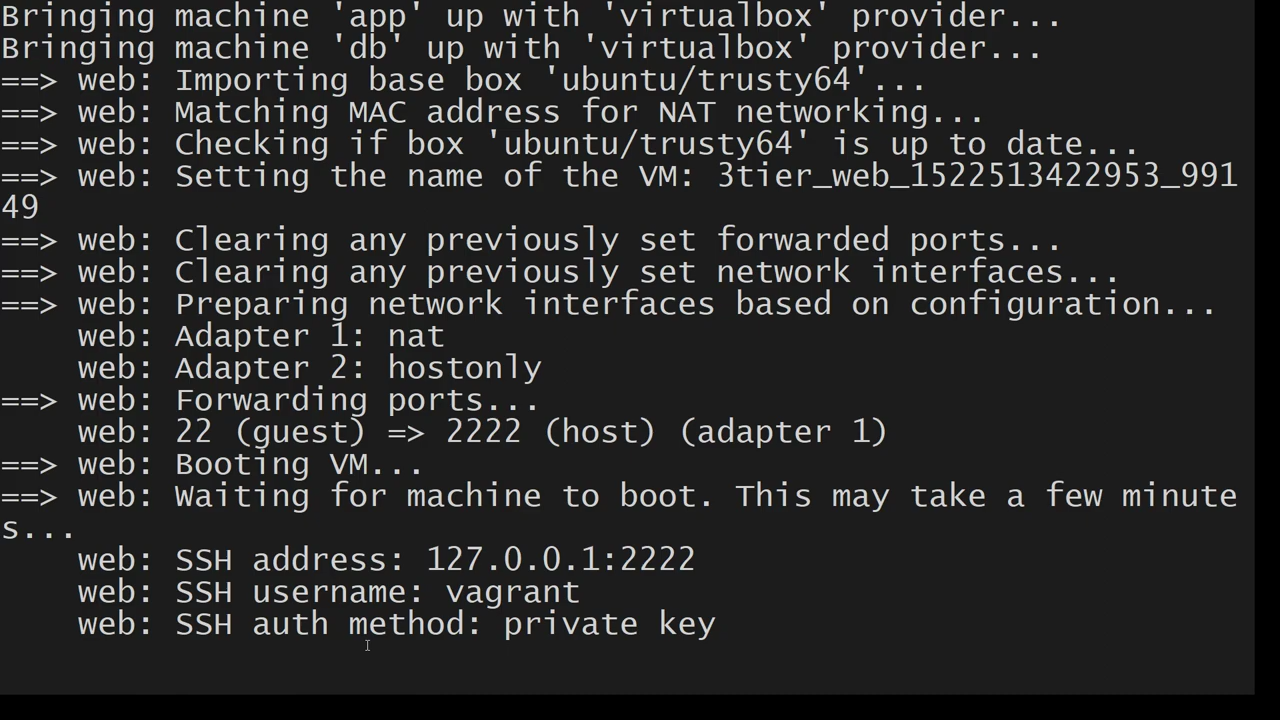 Bringing machine 'app' up with 'virtualbox' provider...
Bringing machine 'db' up with 'virtualbox' provider...
==> web: Importing base box 'ubuntu/trusty64'...
==> web: Matching MAC address for NAT networking...
==> web: Checking if box 'ubuntu/trusty64' is up to date...
==> web: Setting the name of the VM: 3tier_web_1522513422953_991
49
==> web: Clearing any previously set forwarded ports...
==> web: Clearing any previously set network interfaces...
==> web: Preparing network interfaces based on configuration...
    web: Adapter 1: nat
    web: Adapter 2: hostonly
==> web: Forwarding ports...
    web: 22 (guest) => 2222 (host) (adapter 1)
==> web: Booting VM...
==> web: Waiting for machine to boot. This may take a few minute
s...
    web: SSH address: 127.0.0.1:2222
    web: SSH username: vagrant
    web: SSH auth method: private key